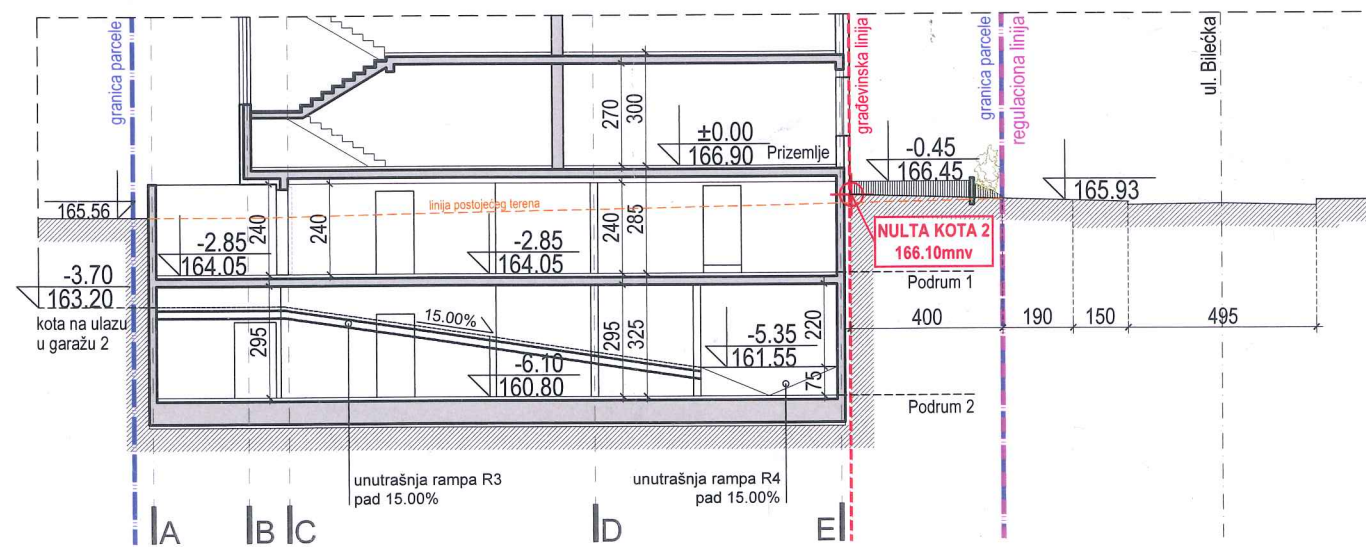 granica parcele
građevinska linija
granica parcele
regulaciona linija
ul. Bilećka
270
300
±0.00
166.90
Prizemlje
-0.45
166.45
165.93
165.56
linija postojećeg terena
240
240
240
285
-2.85
164.05
-2.85
164.05
NULTA KOTA 2
166.10mnv
-3.70
163.20
kota na ulazu
u garažu 2
Podrum 1
15.00%
400
190
150
495
295
295
325
220
-5.35
161.55
-6.10
160.80
75
Podrum 2
unutrašnja rampa R3
pad 15.00%
unutrašnja rampa R4
pad 15.00%
A
B
C
D
E